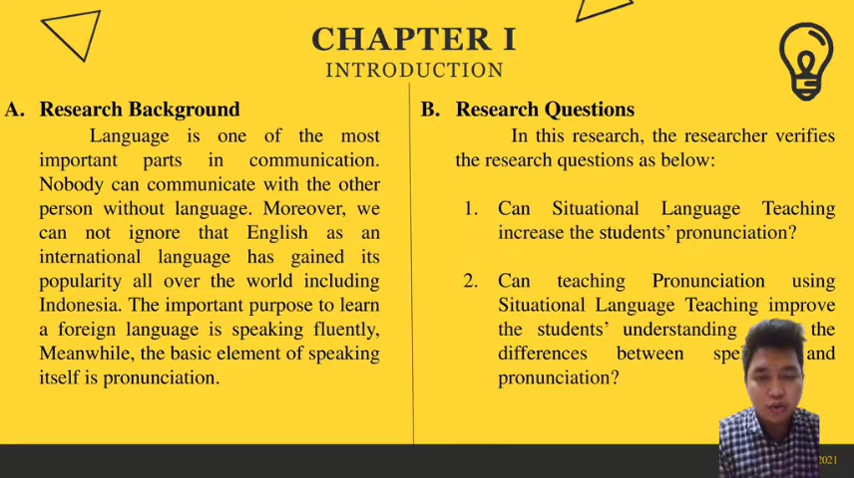 CHAPTER I
INTRODUCTION
A. Research Background
Language is one of the most
important parts in communication.
Nobody can communicate with the other
person without language. Moreover, we
can not ignore that English as an
international language has gained its
popularity all over the world including
Indonesia. The important purpose to learn
a foreign language is speaking fluently,
Meanwhile, the basic element of speaking
itself is pronunciation.
B. Research Questions
In this research, the researcher verifies
the research questions as below:
1. Can Situational Language Teaching
increase the students' pronunciation?
2. Can teaching Pronunciation using
Situational Language Teaching improve
the students' understanding the
differences between and
pronunciation?
2021